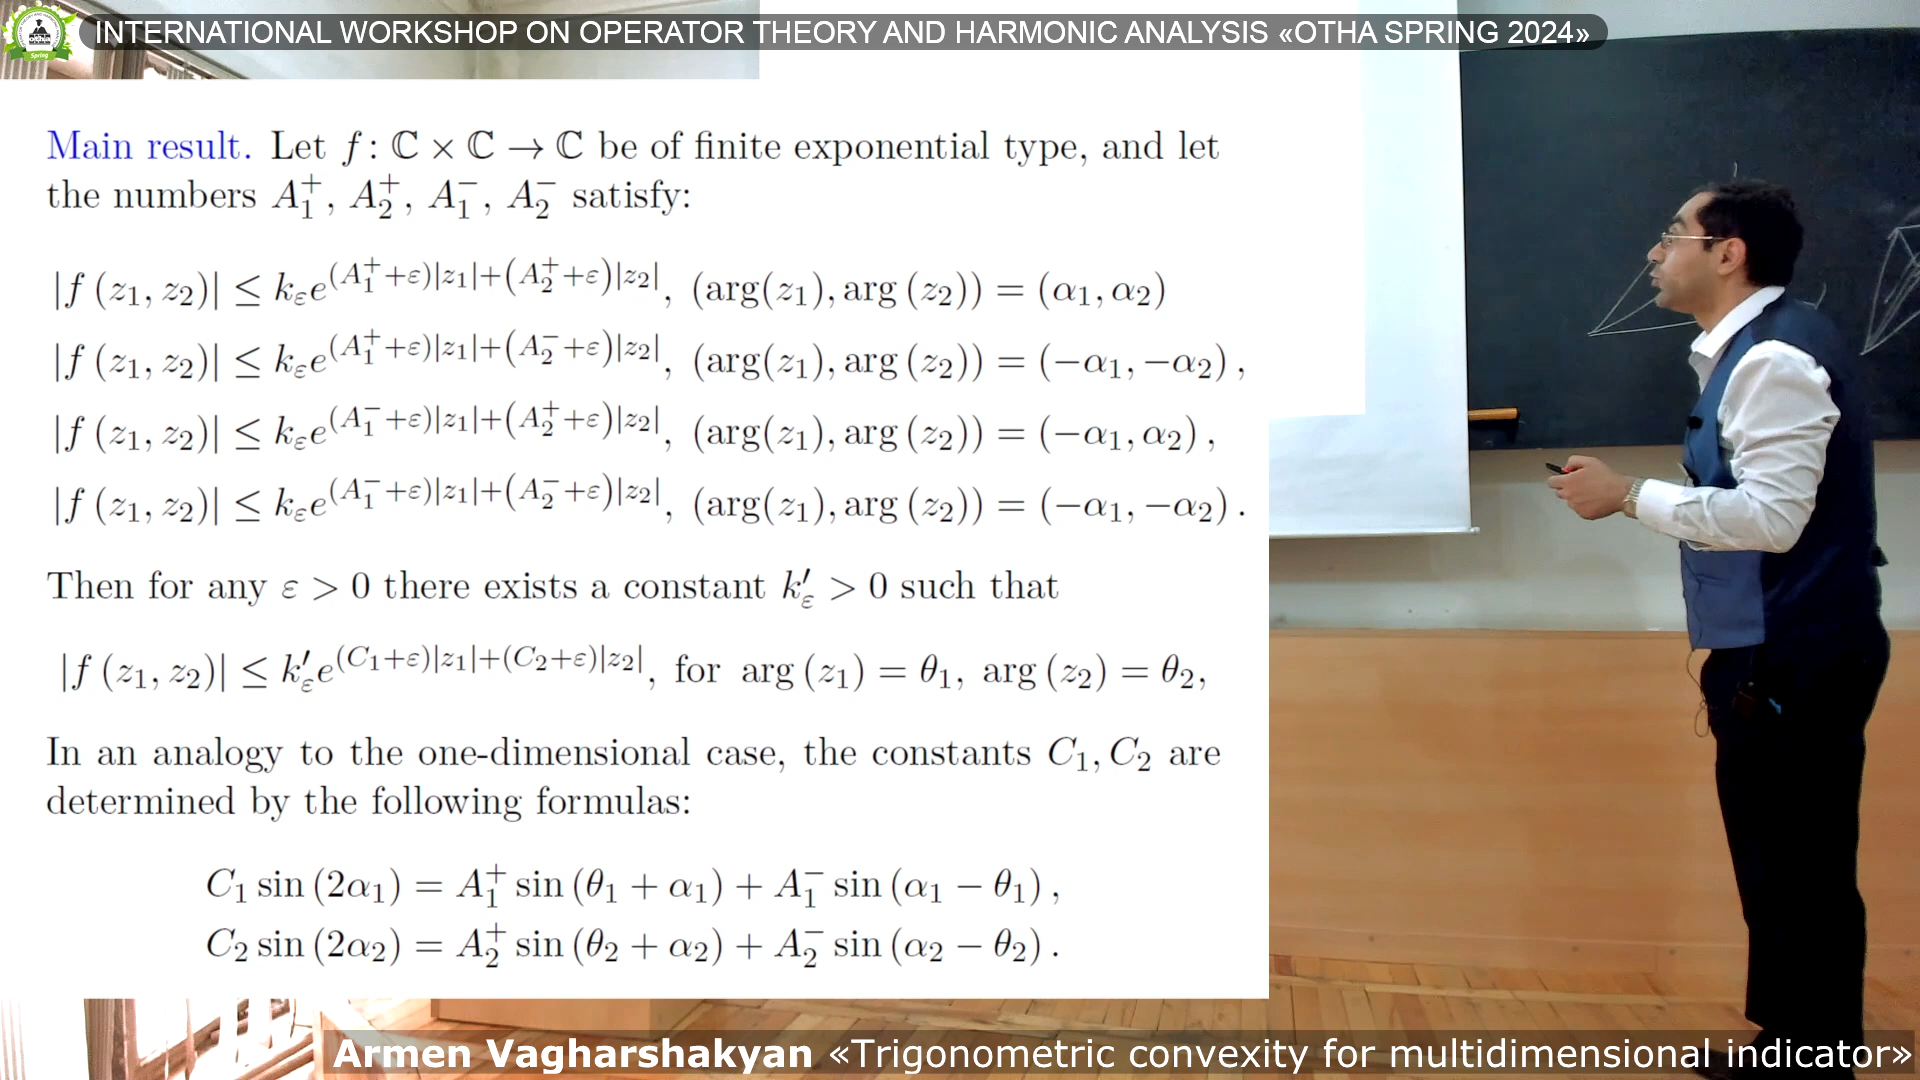 INTERNATIONAL WORKSHOP ON OPERATOR THEORY AND HARMONIC ANALYSIS «OTHA SPRING 2024»
otha
Spring
Main result. Let f : ℂ × ℂ → ℂ be of finite exponential type, and let
the numbers A₁⁺, A₂⁺, A₁⁻, A₂⁻ satisfy:
|f (z₁, z₂)| ≤ k_ε e^{(A₁⁺+ε)|z₁|+(A₂⁺+ε)|z₂|}, (arg(z₁), arg (z₂)) = (α₁, α₂)
|f (z₁, z₂)| ≤ k_ε e^{(A₁⁺+ε)|z₁|+(A₂⁻+ε)|z₂|}, (arg(z₁), arg (z₂)) = (−α₁, −α₂) ,
|f (z₁, z₂)| ≤ k_ε e^{(A₁⁻+ε)|z₁|+(A₂⁺+ε)|z₂|}, (arg(z₁), arg (z₂)) = (−α₁, α₂) ,
|f (z₁, z₂)| ≤ k_ε e^{(A₁⁻+ε)|z₁|+(A₂⁻+ε)|z₂|}, (arg(z₁), arg (z₂)) = (−α₁, −α₂) .
Then for any ε > 0 there exists a constant k′_ε > 0 such that
|f (z₁, z₂)| ≤ k′_ε e^{(C₁+ε)|z₁|+(C₂+ε)|z₂|}, for arg (z₁) = θ₁, arg (z₂) = θ₂,
In an analogy to the one-dimensional case, the constants C₁, C₂ are
determined by the following formulas:
C₁ sin (2α₁) = A₁⁺ sin (θ₁ + α₁) + A₁⁻ sin (α₁ − θ₁) ,
C₂ sin (2α₂) = A₂⁺ sin (θ₂ + α₂) + A₂⁻ sin (α₂ − θ₂) .
Armen Vagharshakyan «Trigonometric convexity for multidimensional indicator»